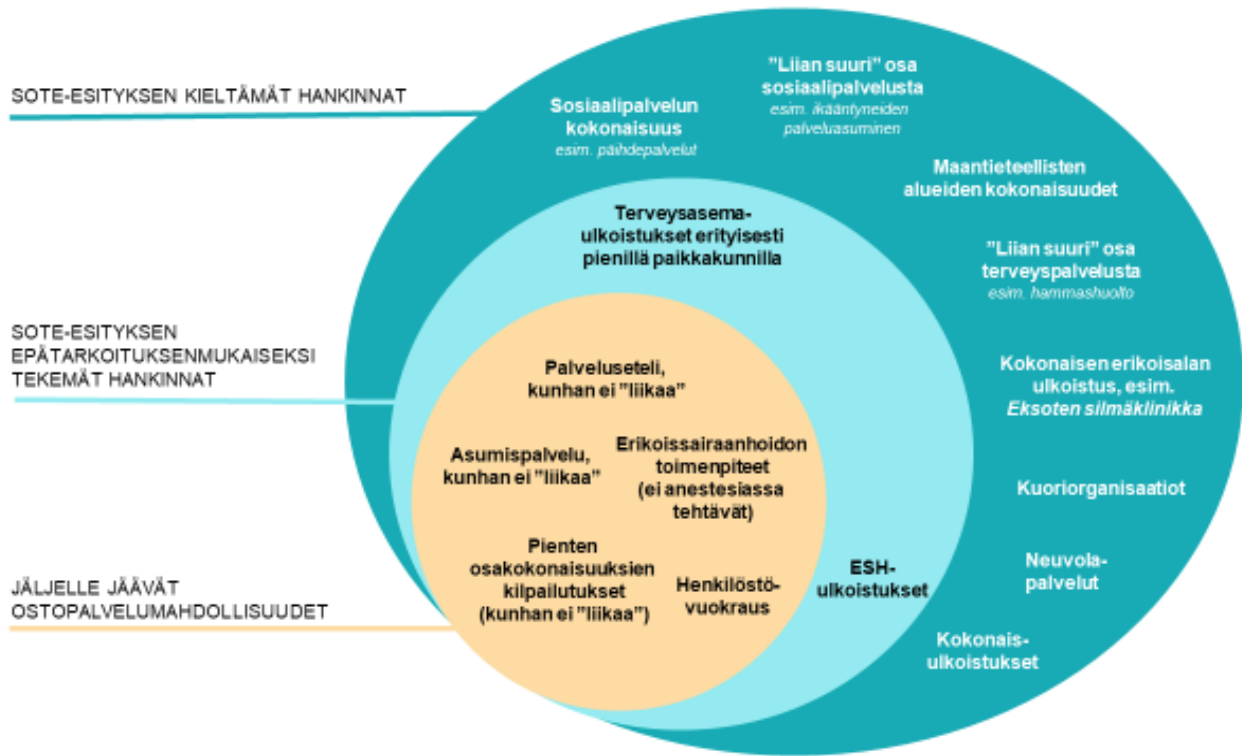 SOTE-ESITYKSEN KIELTÄMÄT HANKINNAT
Sosiaalipalvelun
kokonaisuus
esim. päihdepalvelut
"Liian suuri" osa
sosiaalipalvelusta
esim. ikääntyneiden
palveluasuminen
Maantieteellisten
alueiden kokonaisuudet
"Liian suuri" osa
terveyspalvelusta
esim. hammashuolto
Kokonaisen erikoisalan
ulkoistus, esim.
Eksoten silmäklinikka
Kuoriorganisaatiot
Neuvola-
palvelut
Kokonais-
ulkoistukset
SOTE-ESITYKSEN
EPÄTARKOITUKSENMUKAISEKSI
TEKEMÄT HANKINNAT
Terveysasema-
ulkoistukset erityisesti
pienillä paikkakunnilla
ESH-
ulkoistukset
JÄLJELLE JÄÄVÄT
OSTOPALVELUMAHDOLLISUUDET
Palveluseteli,
kunhan ei "liikaa"
Asumispalvelu,
kunhan ei "liikaa"
Erikoissairaanhoidon
toimenpiteet
(ei anestesiassa
tehtävät)
Pienten
osakokonaisuuksien
kilpailutukset
(kunhan ei "liikaa")
Henkilöstö-
vuokraus